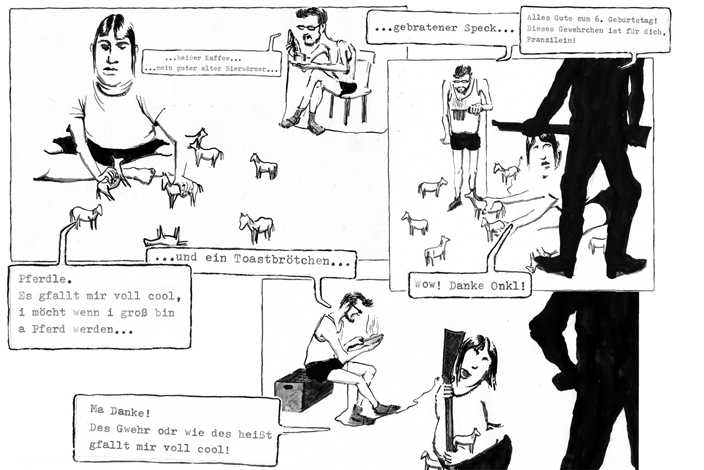 ...heißer Kaffee...
...mein guter alter Bierwärmer...
...gebratener Speck...
Alles Gute zum 6. Geburtstag!
Dieses Gewehrchen ist für dich,
Franzilein!
Pferdle.
Es gfallt mir voll cool,
i möcht wenn i groß bin
a Pferd werden...
Wow! Danke Onkl!
...und ein Toastbrötchen...
Ma Danke!
Des Gwehr odr wie des heißt
gfallt mir voll cool!